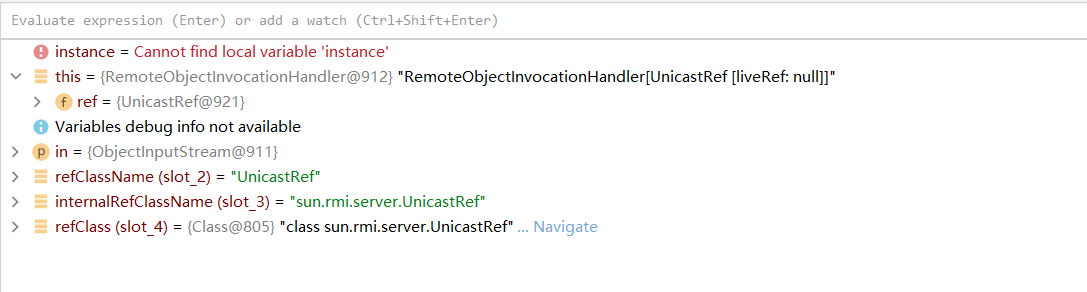 Evaluate expression (Enter) or add a watch (Ctrl+Shift+Enter)
instance = Cannot find local variable 'instance'
this = {RemoteObjectInvocationHandler@912} "RemoteObjectInvocationHandler[UnicastRef [liveRef: null]]"
f ref = {UnicastRef@921}
Variables debug info not available
p in = {ObjectInputStream@911}
refClassName (slot_2) = "UnicastRef"
internalRefClassName (slot_3) = "sun.rmi.server.UnicastRef"
refClass (slot_4) = {Class@805} "class sun.rmi.server.UnicastRef" ... Navigate